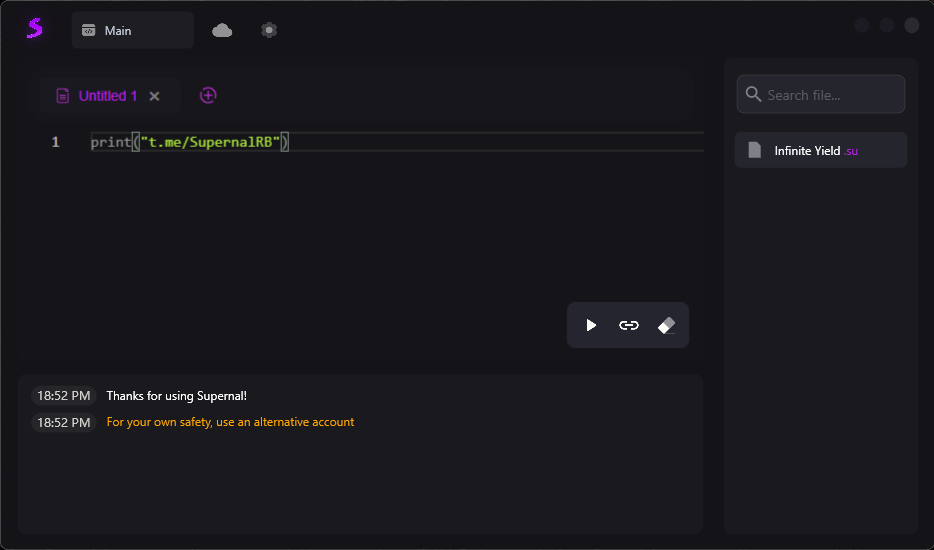 Main
Untitled 1
Search file...
1 print("t.me/SupernalRB")
Infinite Yield .su
18:52 PM Thanks for using Supernal!
18:52 PM For your own safety, use an alternative account